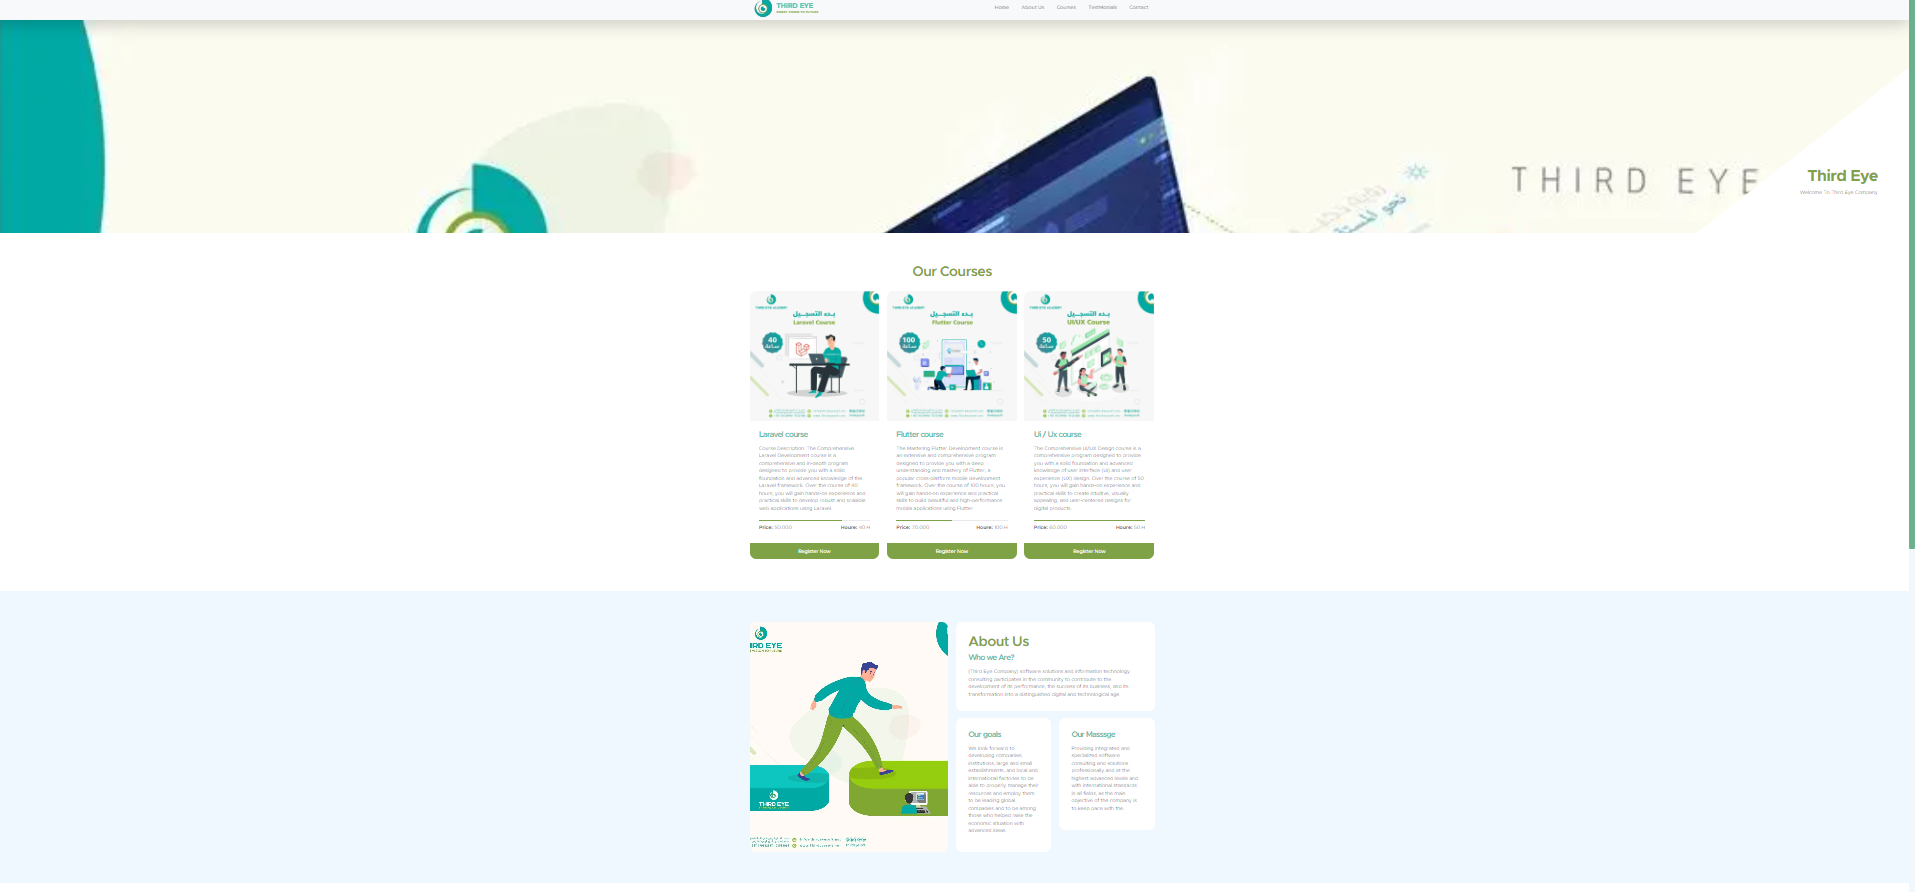 THIRD EYE
Home About Us Courses Testmonials Contact
THIRD EYE
Third Eye
Welcome To Third Eye Company
Our Courses
بدء التسجيل
Laravel Course
40
ساعة
بدء التسجيل
Flutter Course
100
ساعة
بدء التسجيل
UI/UX Course
50
ساعة
Laravel course
Course Description: The Comprehensive
Laravel Development course is a
comprehensive and in-depth program
designed to provide you with a solid
foundation and advanced knowledge of the
Laravel framework. Over the course of 40
hours, you will gain hands-on experience and
practical skills to develop robust and scalable
web applications using Laravel.
Price: 50.000 Houre: 40 H
Register Now
Flutter course
The Mastering Flutter Development course is
an extensive and comprehensive program
designed to provide you with a deep
understanding and mastery of Flutter, a
popular cross-platform mobile development
framework. Over the course of 100 hours, you
will gain hands-on experience and practical
skills to build beautiful and high-performance
mobile applications using Flutter.
Price: 70.000 Houre: 100 H
Register Now
Ui / Ux course
The Comprehensive UI/UX Design course is a
comprehensive program designed to provide
you with a solid foundation and advanced
knowledge of user interface (UI) and user
experience (UX) design. Over the course of 50
hours, you will gain hands-on experience and
practical skills to create intuitive, visually
appealing, and user-centered designs for
digital products.
Price: 60.000 Houre: 50 H
Register Now
IRD EYE
THIRD EYE
About Us
Who we Are?
(Third Eye Company) software solutions and information technology
consulting participates in the community to contribute to the
development of its performance, the success of its business, and its
transformation into a distinguished digital and technological age
Our goals
We look forward to
developing companies,
institutions, large and small
establishments, and local and
international factories to be
able to properly manage their
resources and employ them
to be leading global
companies and to be among
those who helped raise the
economic situation with
advanced ideas.
Our Masssge
Providing integrated and
specialized software
consulting and solutions
professionally and at the
highest advanced levels and
with international standards
in all fields, as the main
objective of the company is
to keep pace with the.